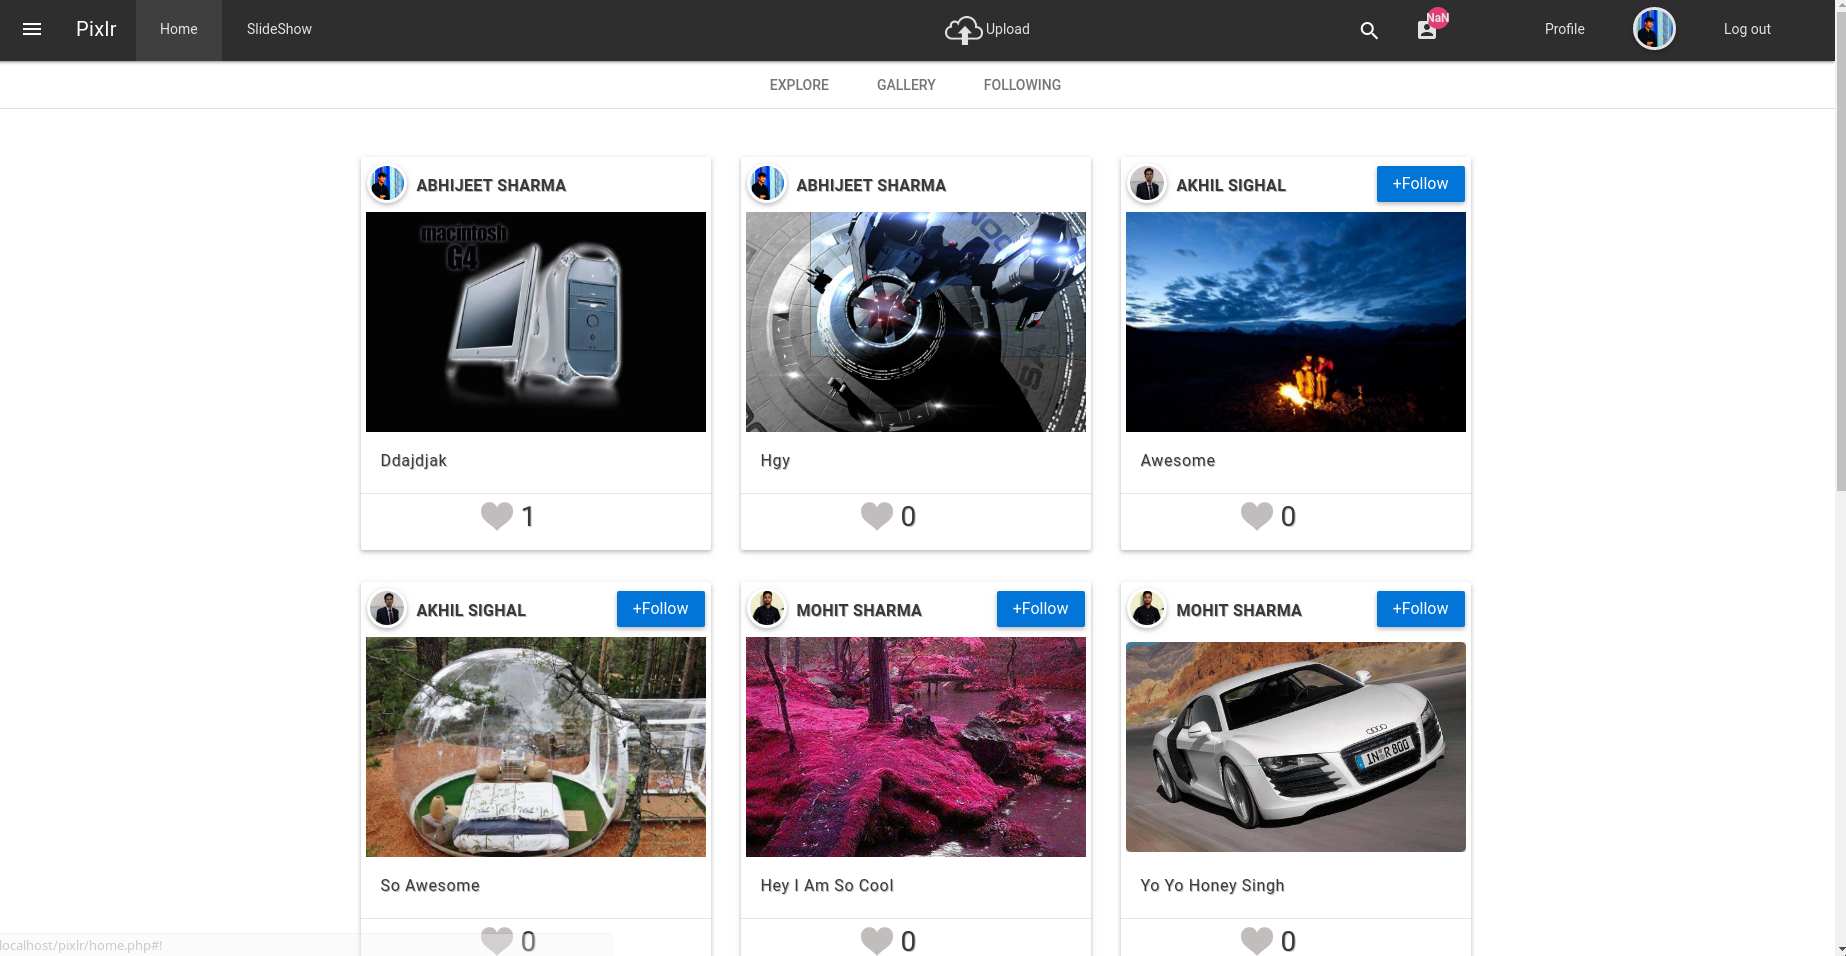 Pixlr Home SlideShow Upload NaN Profile Log out
EXPLORE GALLERY FOLLOWING
ABHIJEET SHARMA
ABHIJEET SHARMA
AKHIL SIGHAL +Follow
macintosh
G4
NOO
USA
Ddajdjak
Hgy
Awesome
1
0
0
AKHIL SIGHAL +Follow
MOHIT SHARMA +Follow
MOHIT SHARMA +Follow
IN R 800
So Awesome
Hey I Am So Cool
Yo Yo Honey Singh
0
0
0
localhost/pixlr/home.php#!